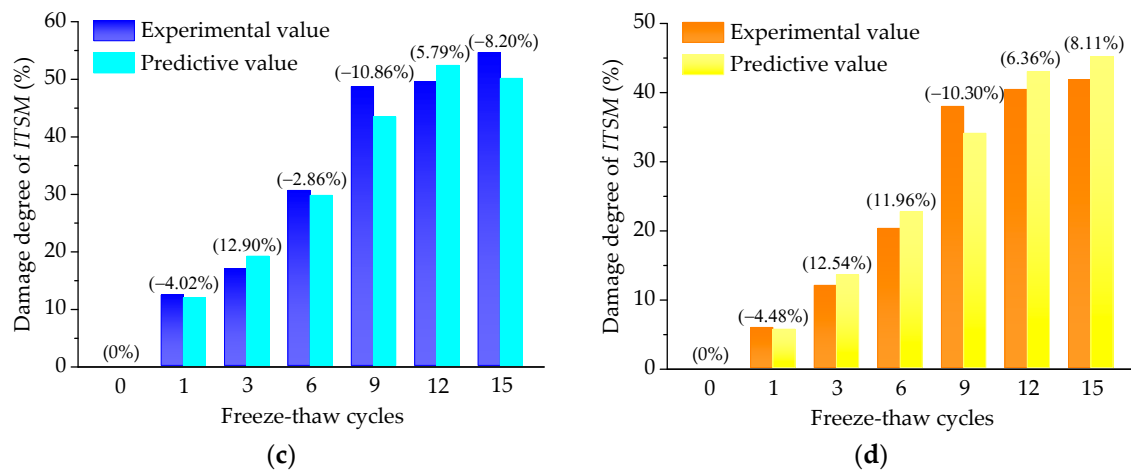 Damage degree of ITSM (%)
60
50
40
30
20
10
0
Experimental value
Predictive value
(0%)
(−4.02%)
(12.90%)
(−2.86%)
(−10.86%)
(5.79%)
(−8.20%)
0 1 3 6 9 12 15
Freeze-thaw cycles
(c)
Damage degree of ITSM (%)
50
40
30
20
10
0
Experimental value
Predictive value
(0%)
(−4.48%)
(12.54%)
(11.96%)
(−10.30%)
(6.36%)
(8.11%)
0 1 3 6 9 12 15
Freeze-thaw cycles
(d)